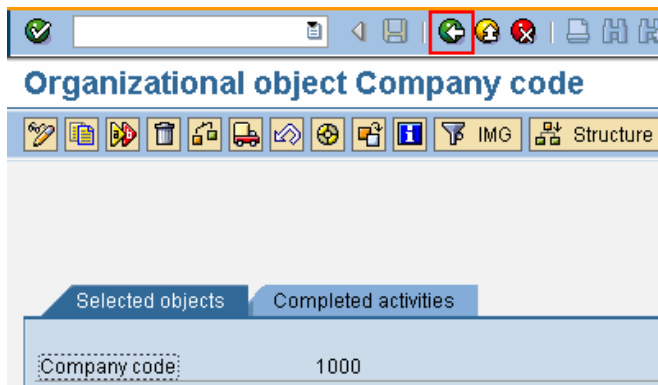 Organizational object Company code
IMG Structure
Selected objects Completed activities
Company code 1000